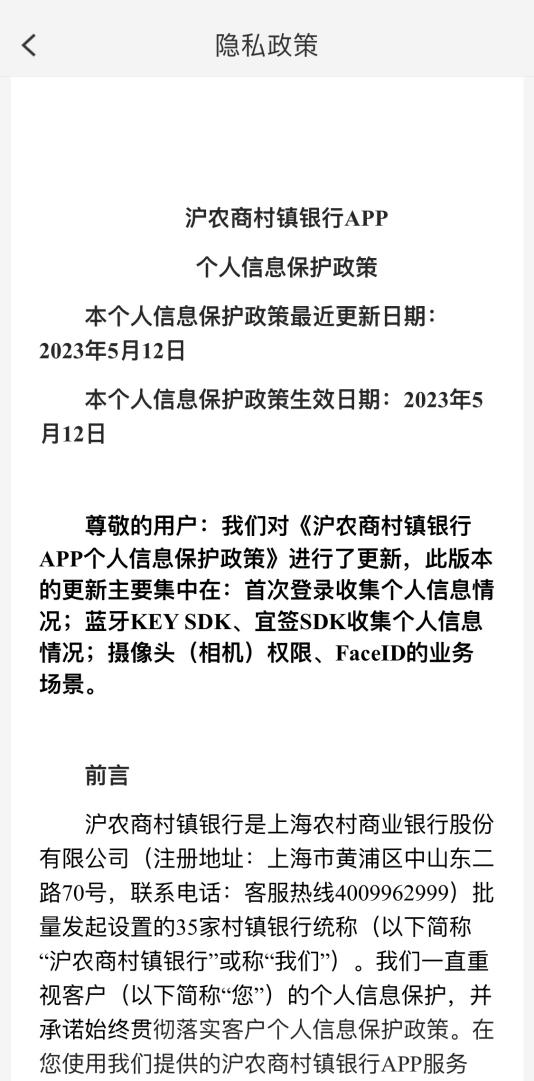 隐私政策
沪农商村镇银行APP
个人信息保护政策
本个人信息保护政策最近更新日期：
2023年5月12日
本个人信息保护政策生效日期：2023年5
月12日
尊敬的用户：我们对《沪农商村镇银行
APP个人信息保护政策》进行了更新，此版本
的更新主要集中在：首次登录收集个人信息情
况；蓝牙KEY SDK、宜签SDK收集个人信息
情况；摄像头（相机）权限、FaceID的业务
场景。
前言
沪农商村镇银行是上海农村商业银行股份
有限公司（注册地址：上海市黄浦区中山东二
路70号，联系电话：客服热线4009962999）批
量发起设置的35家村镇银行统称（以下简称
“沪农商村镇银行”或称“我们”）。我们一直重
视客户（以下简称“您”）的个人信息保护，并
承诺始终贯彻落实客户个人信息保护政策。在
您使用我们提供的沪农商村镇银行APP服务